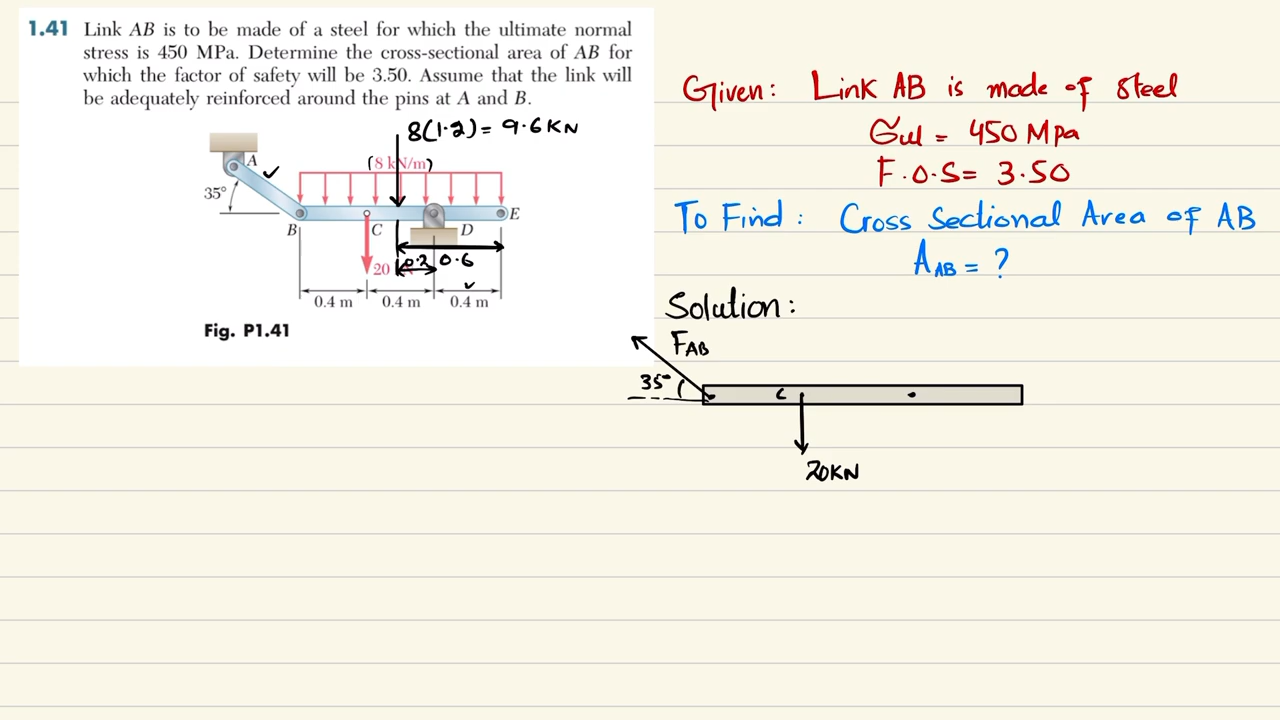 1.41 Link AB is to be made of a steel for which the ultimate normal
stress is 450 MPa. Determine the cross-sectional area of AB for
which the factor of safety will be 3.50. Assume that the link will
be adequately reinforced around the pins at A and B.
8(1.2) = 9.6 KN
(8 kN/m)
A
35°
B
C
D
E
20
0.2
0.6
0.4 m
0.4 m
0.4 m
Fig. P1.41
Given: Link AB is made of steel
σul = 450 MPa
F.O.S = 3.50
To Find: Cross Sectional Area of AB
AAB = ?
Solution:
FAB
35°
C
20KN